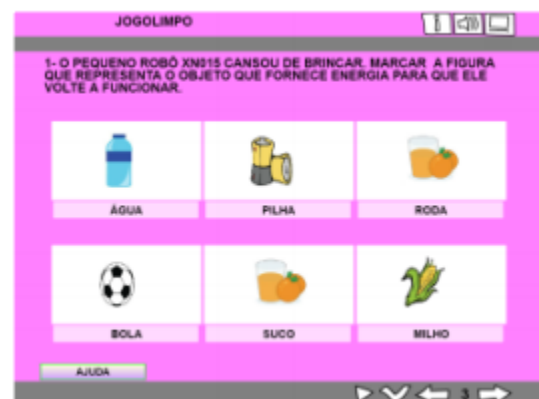 JOGOLIMPO
1- O PEQUENO ROBÔ XN015 CANSOU DE BRINCAR. MARCAR A FIGURA
QUE REPRESENTA O OBJETO QUE FORNECE ENERGIA PARA QUE ELE
VOLTE A FUNCIONAR.
ÁGUA
PILHA
RODA
BOLA
SUCO
MILHO
AJUDA
3